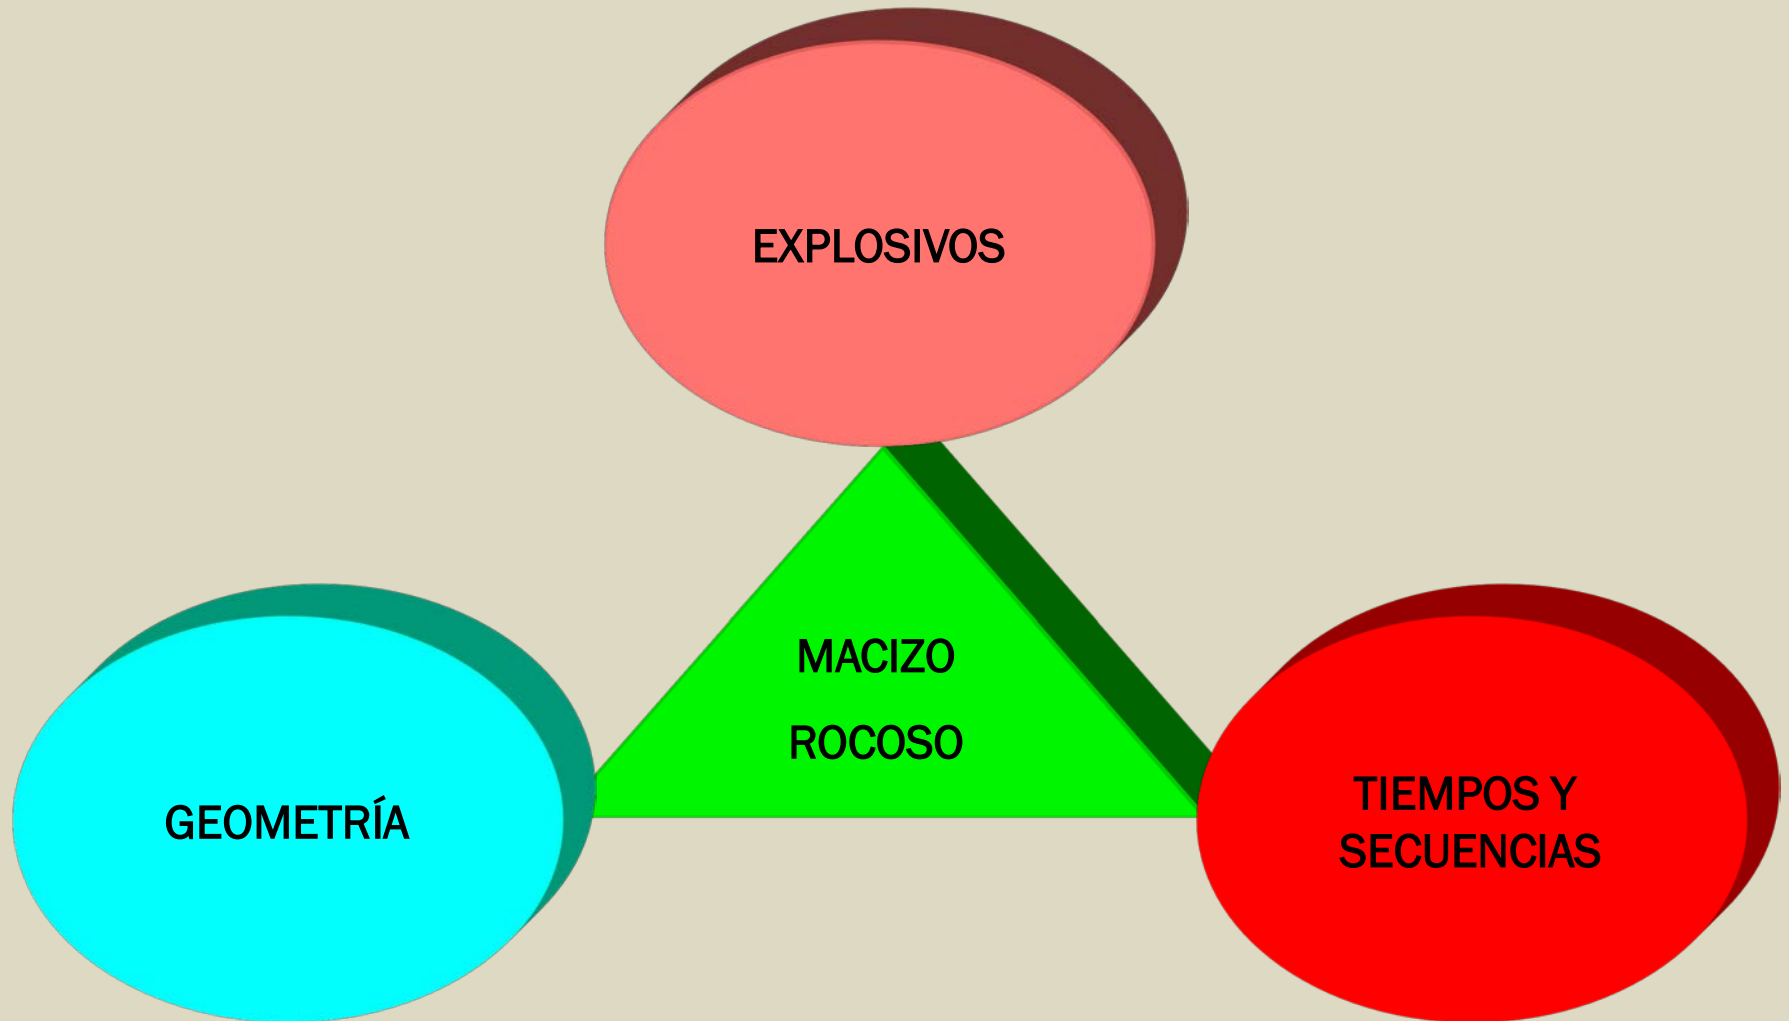 EXPLOSIVOS
MACIZO
ROCOSO
GEOMETRÍA
TIEMPOS Y
SECUENCIAS